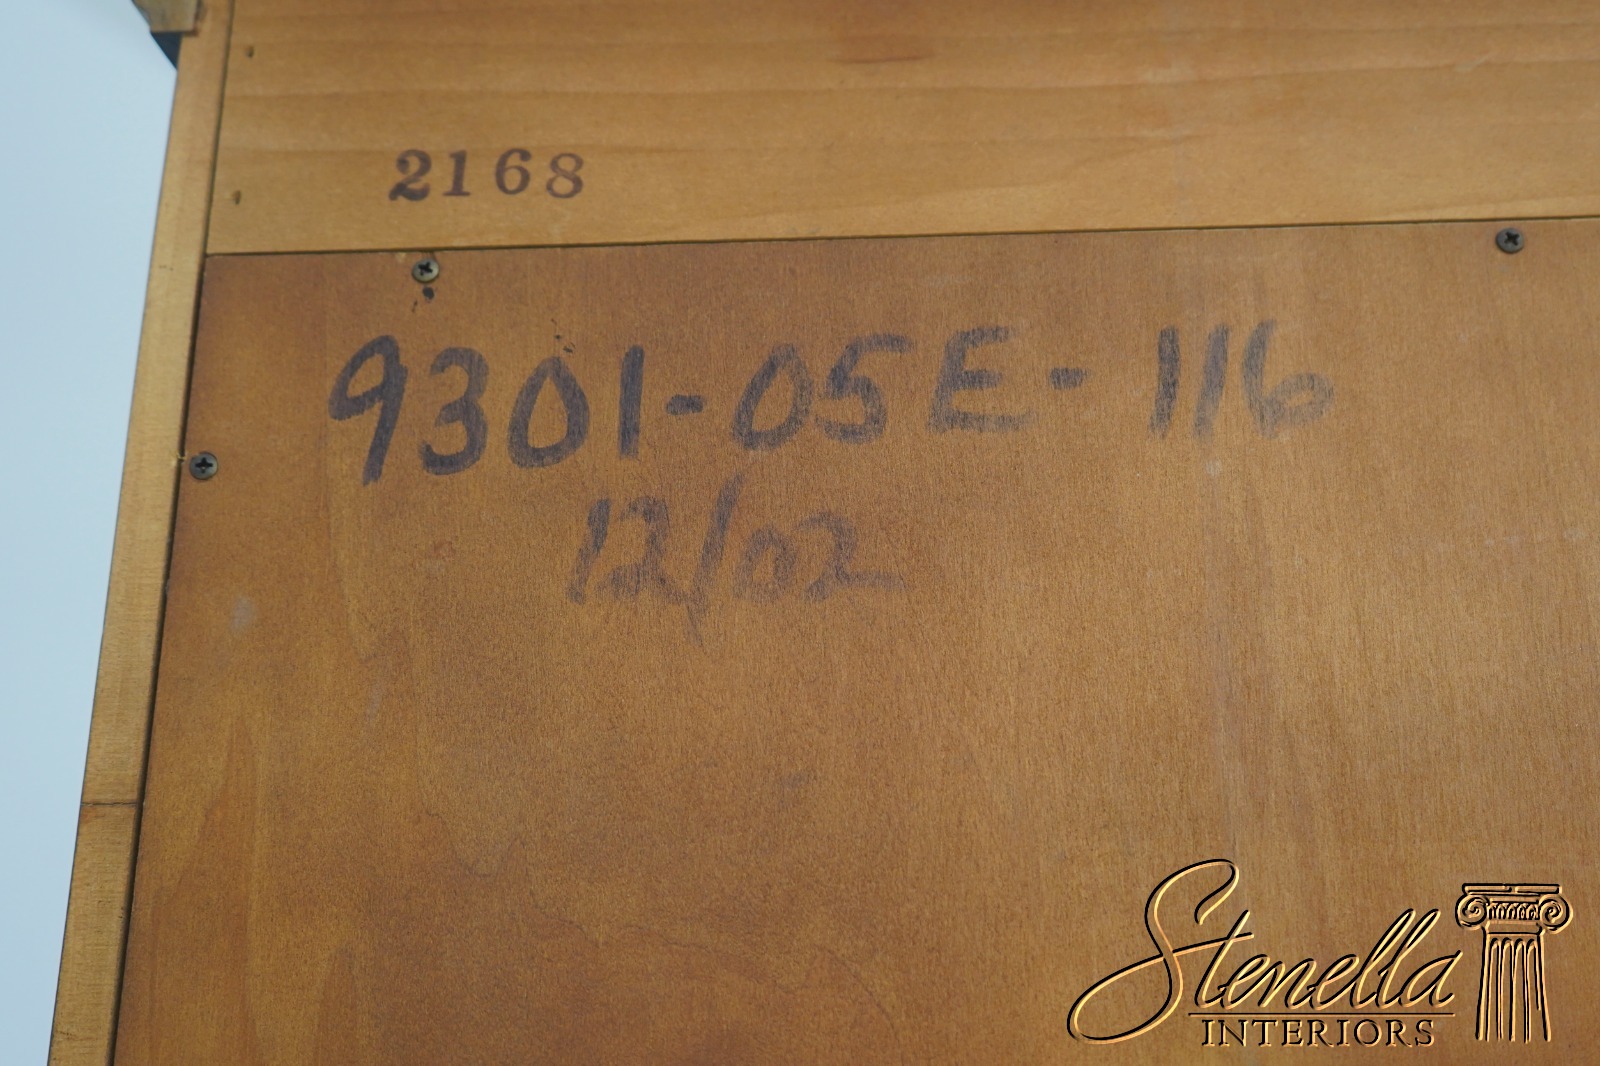 2168
9301-05E-116
12/02
Stenella
INTERIORS